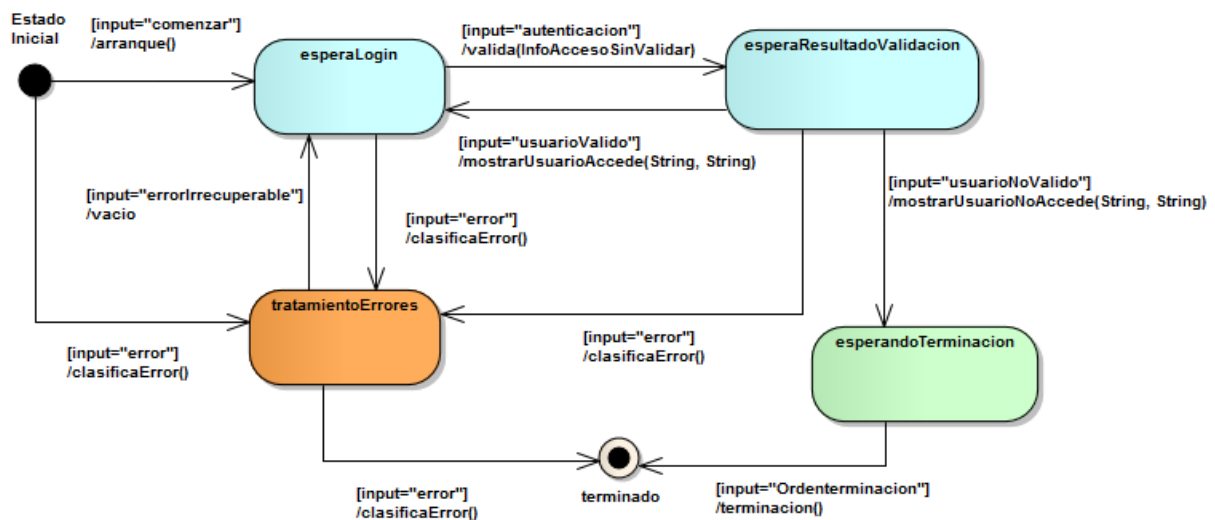 Estado
Inicial
[input="comenzar"]
/arranque()
esperaLogin
[input="autenticacion"]
/valida(InfoAccesoSinValidar)
esperaResultadoValidacion
[input="usuarioValido"]
/mostrarUsuarioAccede(String, String)
[input="usuarioNoValido"]
/mostrarUsuarioNoAccede(String, String)
[input="errorIrrecuperable"]
/vacio
[input="error"]
/clasificaError()
tratamientoErrores
[input="error"]
/clasificaError()
[input="error"]
/clasificaError()
esperandoTerminacion
[input="error"]
/clasificaError()
terminado
[input="Ordenterminacion"]
/terminacion()